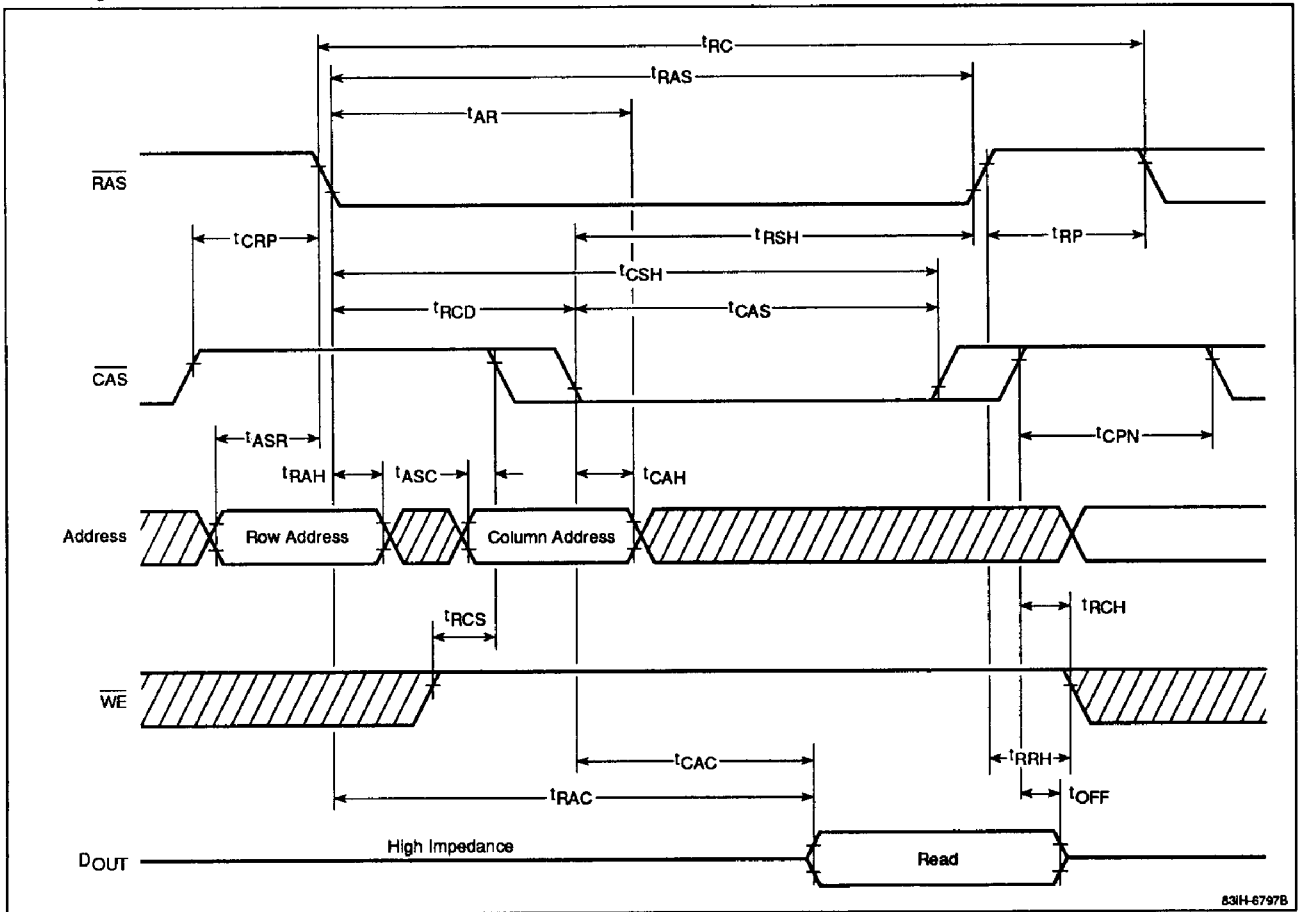 tRC
tRAS
tAR
RAS
tCRP
tRSH
tRP
tCSH
tRCD
tCAS
CAS
tASR
tCPN
tRAH
tASC
tCAH
Address
Row Address
Column Address
tRCS
tRCH
WE
tCAC
tRRH
tRAC
tOFF
High Impedance
DOUT
Read
83IH-6797B